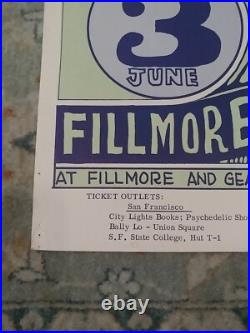 3
JUNE
FILLMORE
AT FILLMORE AND GEA
TICKET OUTLETS:
San Francisco
City Lights Books; Psychedelic Sho
Bally Lo - Union Square
S.F. State College, Hut T-1